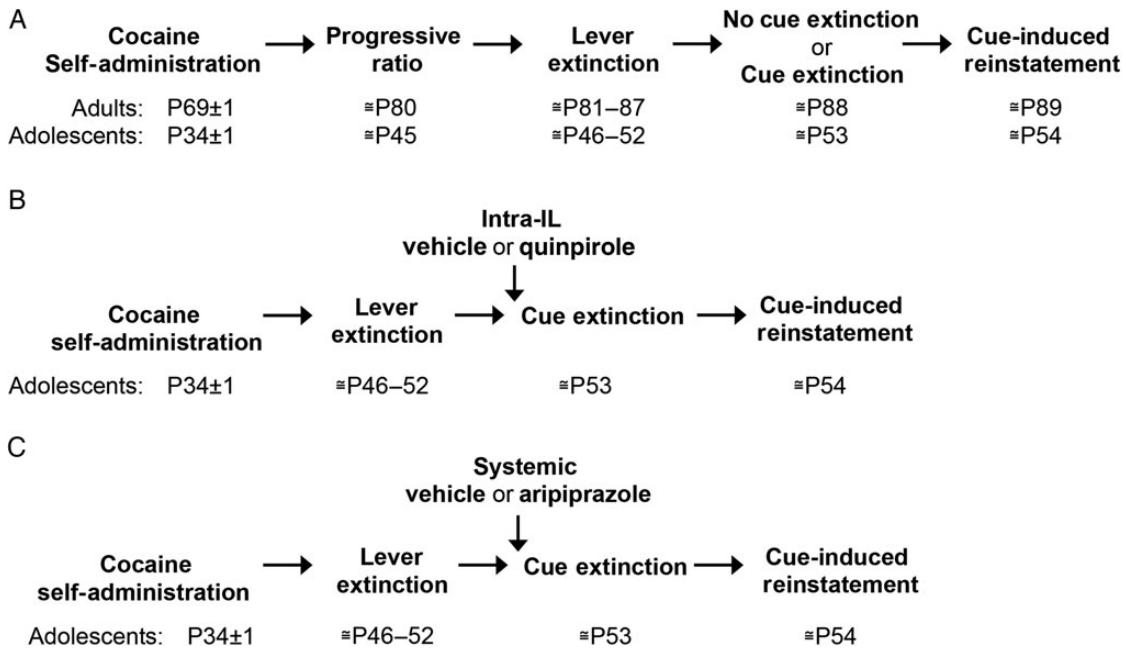 A
Cocaine Self-administration
Progressive ratio
Lever extinction
No cue extinction or Cue extinction
Cue-induced reinstatement
Adults: P69±1 ≅P80 ≅P81–87 ≅P88 ≅P89
Adolescents: P34±1 ≅P45 ≅P46–52 ≅P53 ≅P54
B
Intra-IL
vehicle or quinpirole
Cocaine self-administration
Lever extinction
Cue extinction
Cue-induced reinstatement
Adolescents: P34±1 ≅P46–52 ≅P53 ≅P54
C
Systemic
vehicle or aripiprazole
Cocaine self-administration
Lever extinction
Cue extinction
Cue-induced reinstatement
Adolescents: P34±1 ≅P46–52 ≅P53 ≅P54